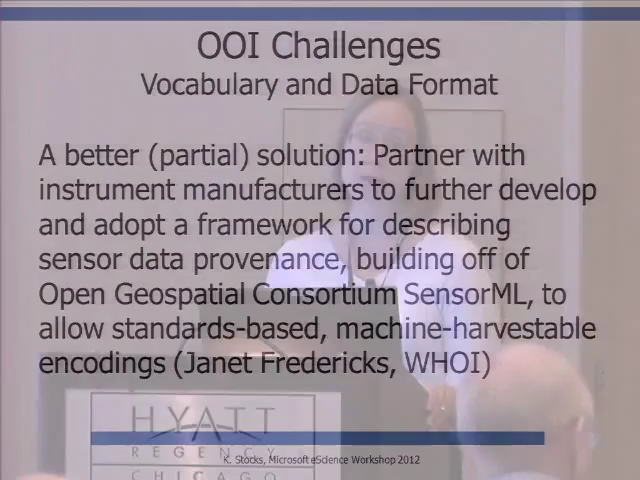 OOI Challenges
Vocabulary and Data Format
A better (partial) solution: Partner with
instrument manufacturers to further develop
and adopt a framework for describing
sensor data provenance, building off of
Open Geospatial Consortium SensorML, to
allow standards-based, machine-harvestable
encodings (Janet Fredericks, WHOI)
HYATT
REGENCY
K. Stocks, Microsoft eScience Workshop 2012
CHICAGO